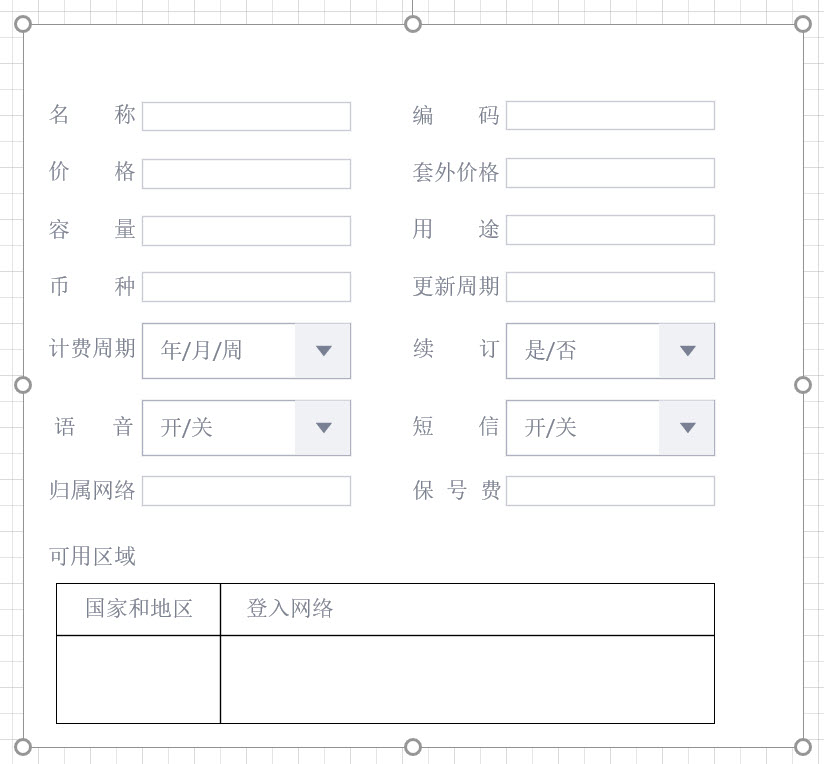 名 称 编 码
价 格 套外价格
容 量 用 途
币 种 更新周期
计费周期 年/月/周 续 订 是/否
语 音 开/关 短 信 开/关
归属网络 保 号 费
可用区域
国家和地区 登入网络